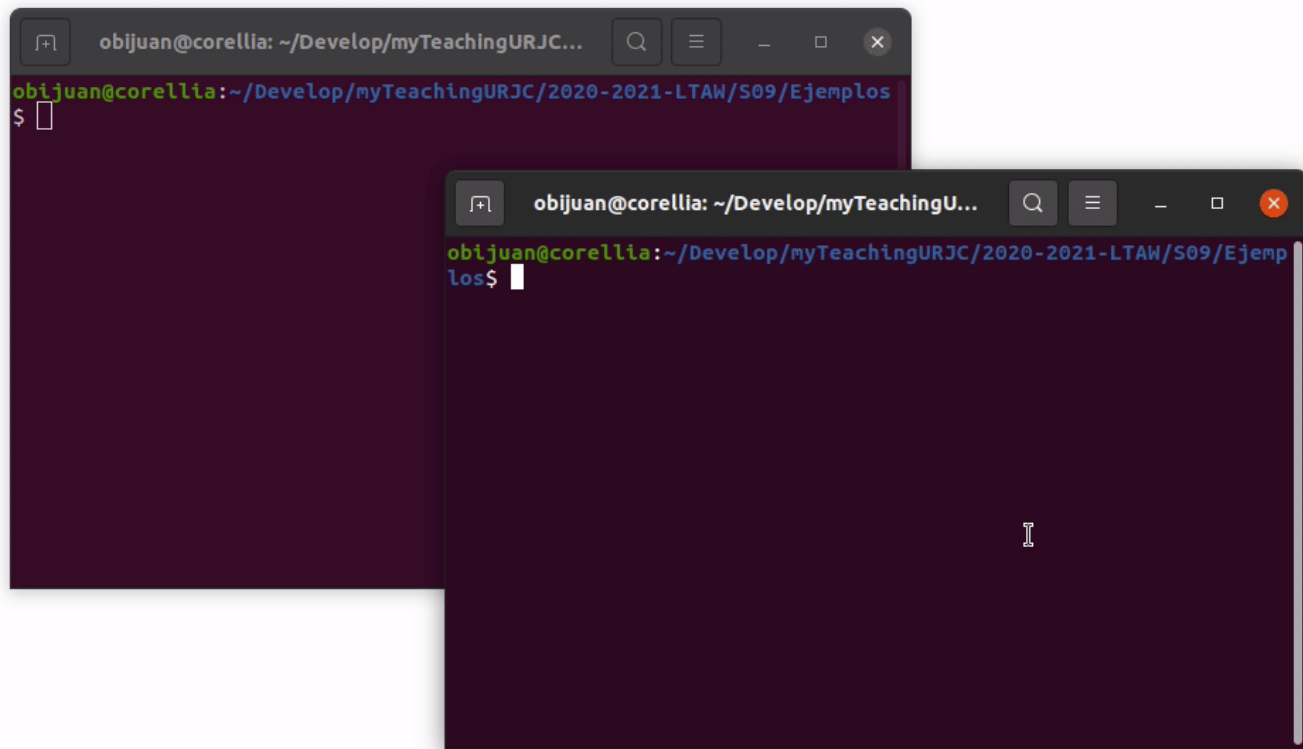 obijuan@corellia: ~/Develop/myTeachingURJC...
obijuan@corellia:~/Develop/myTeachingURJC/2020-2021-LTAW/S09/Ejemplos
$
obijuan@corellia: ~/Develop/myTeachingU...
obijuan@corellia:~/Develop/myTeachingURJC/2020-2021-LTAW/S09/Ejemp
los$